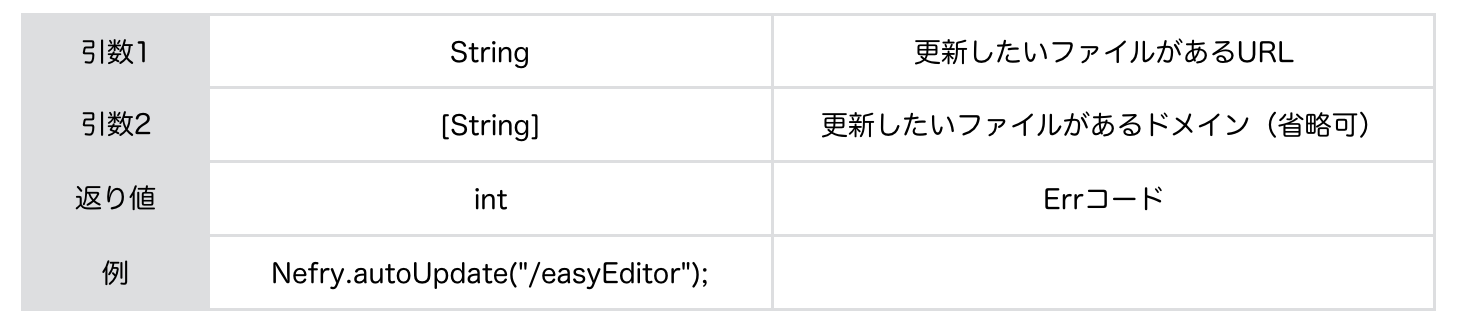 引数1 String 更新したいファイルがあるURL
引数2 [String] 更新したいファイルがあるドメイン（省略可）
返り値 int Errコード
例 Nefry.autoUpdate("/easyEditor");